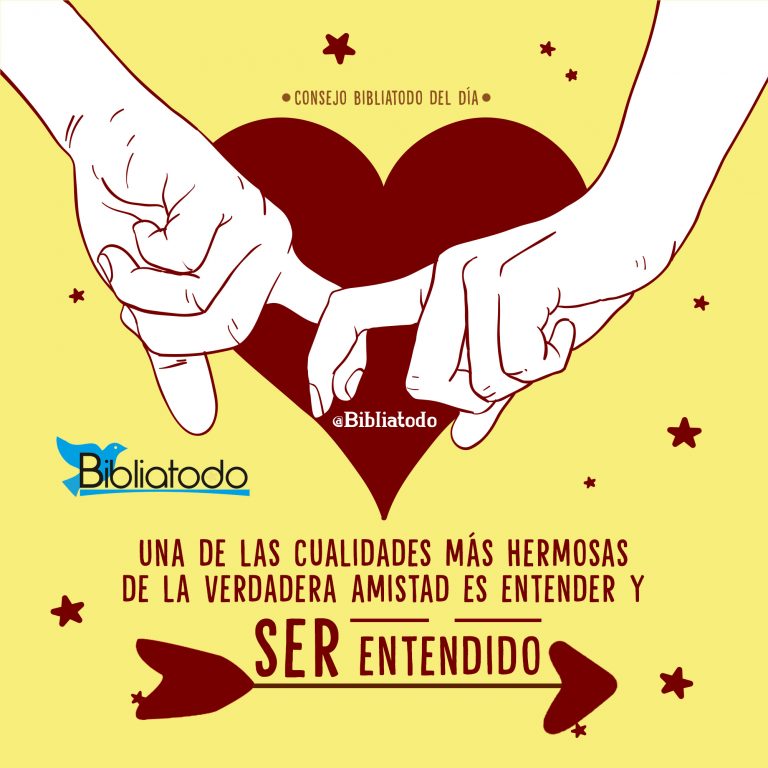 •CONSEJO BIBLIATODO DEL DÍA•
@Bibliatodo
Bibliatodo
UNA DE LAS CUALIDADES MÁS HERMOSAS
DE LA VERDADERA AMISTAD ES ENTENDER Y
SER ENTENDIDO